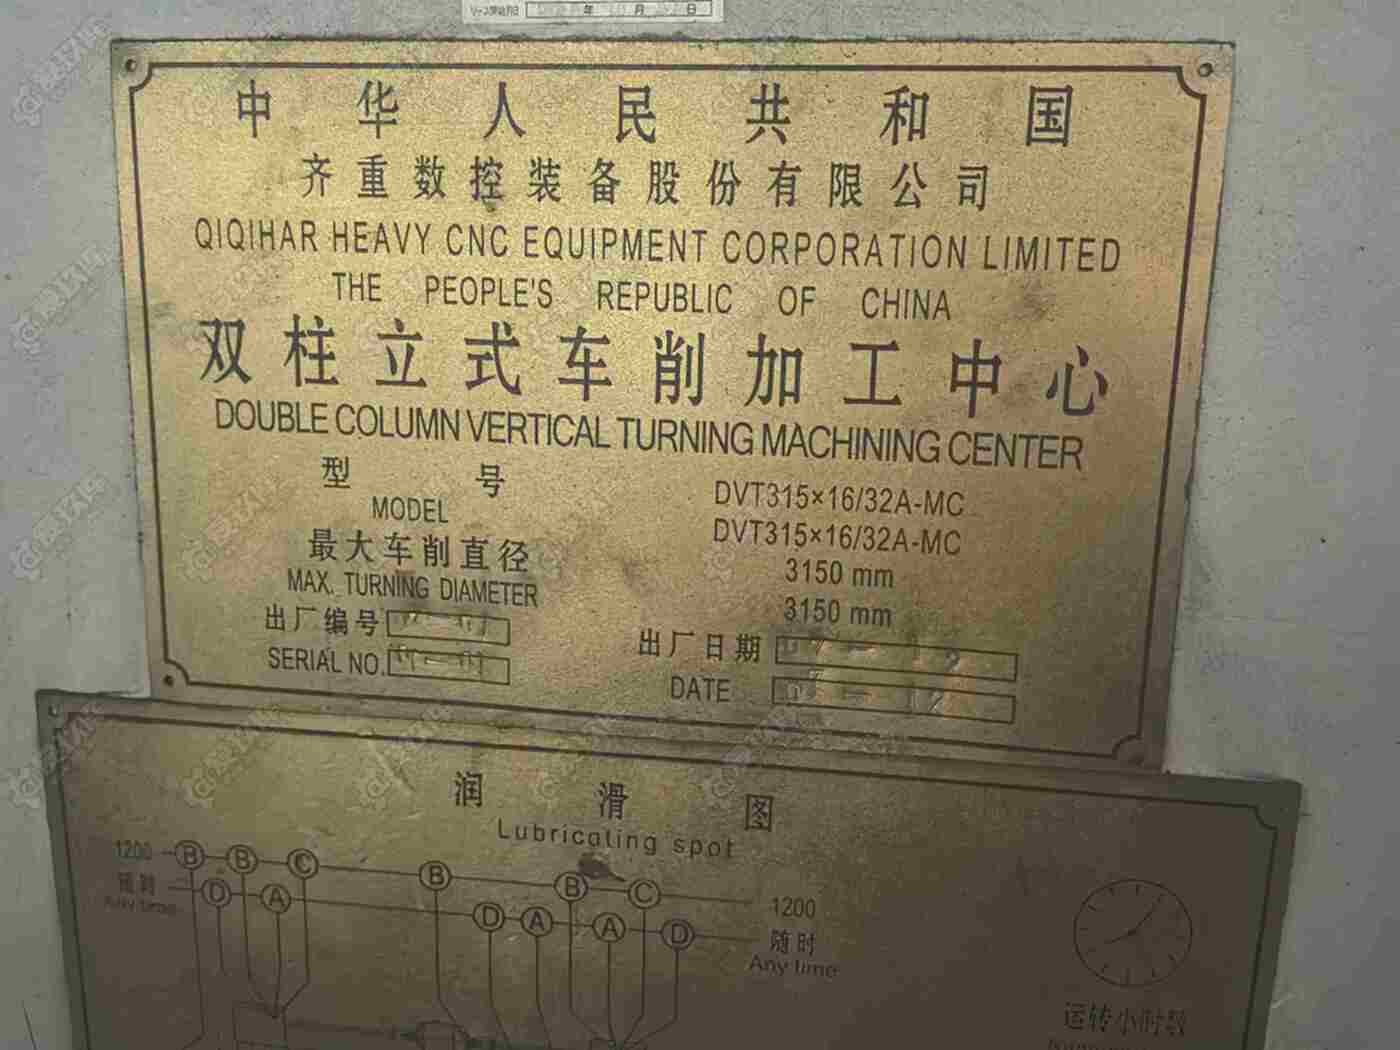 年 月 日
中华人民共和国
齐重数控装备股份有限公司
QIQIHAR HEAVY CNC EQUIPMENT CORPORATION LIMITED
THE PEOPLE'S REPUBLIC OF CHINA
双柱立式车削加工中心
DOUBLE COLUMN VERTICAL TURNING MACHINING CENTER
型号 DVT315×16/32A-MC
MODEL DVT315×16/32A-MC
最大车削直径 3150 mm
MAX. TURNING DIAMETER 3150 mm
出厂编号 出厂日期
SERIAL NO. DATE
润滑图
Lubricating spot
1200 B B C B B C 1200
随时 D A D A A D 随时
Any time Any time
运转小时数